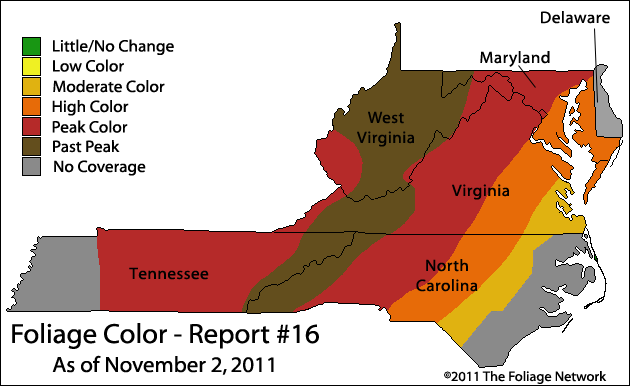 Delaware
Maryland
Little/No Change
Low Color
Moderate Color
High Color
Peak Color
Past Peak
No Coverage
West
Virginia
Virginia
Tennessee
North
Carolina
Foliage Color - Report #16
As of November 2, 2011
©2011 The Foliage Network